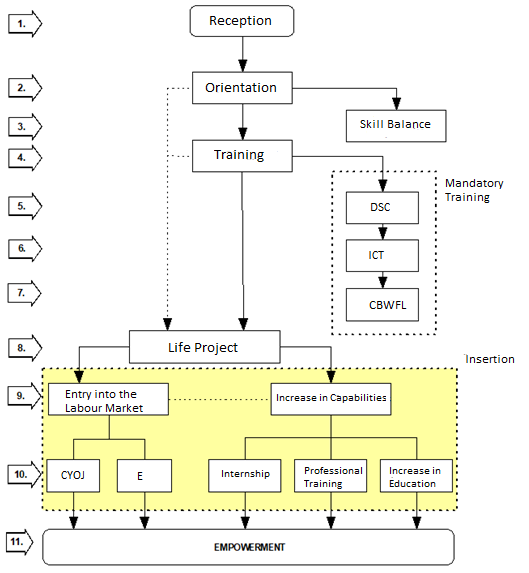 1.
Reception
2.
Orientation
3.
Skill Balance
4.
Training
Mandatory
Training
5.
DSC
6.
ICT
7.
CBWFL
8.
Life Project
Insertion
9.
Entry into the
Labour Market
Increase in Capabilities
10.
CYOJ
E
Internship
Professional
Training
Increase in
Education
11.
EMPOWERMENT